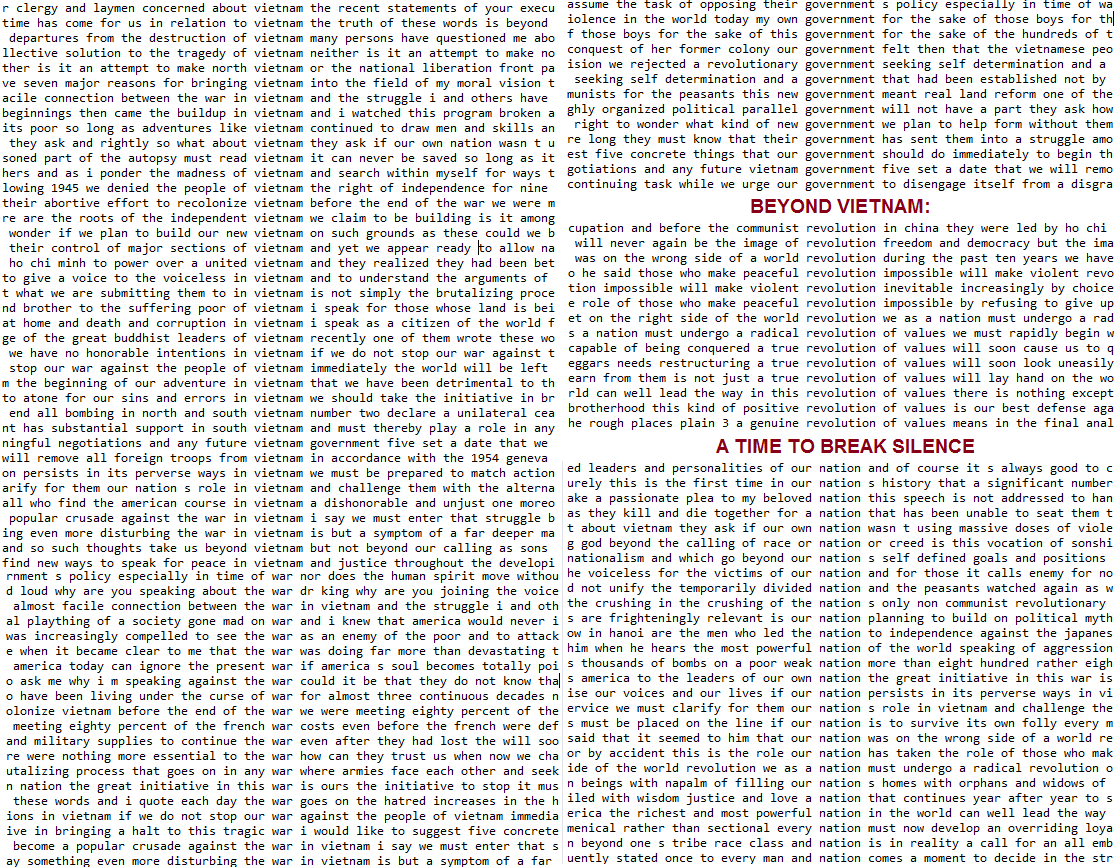 r clergy and laymen concerned about vietnam the recent statements of your execu
time has come for us in relation to vietnam the truth of these words is beyond
departures from the destruction of vietnam many persons have questioned me abo
llective solution to the tragedy of vietnam neither is it an attempt to make no
ther is it an attempt to make north vietnam or the national liberation front pa
ve seven major reasons for bringing vietnam into the field of my moral vision t
acile connection between the war in vietnam and the struggle i and others have
beginnings then came the buildup in vietnam and i watched this program broken a
its poor so long as adventures like vietnam continued to draw men and skills an
they ask and rightly so what about vietnam they ask if our own nation wasn t u
soned part of the autopsy must read vietnam it can never be saved so long as it
hers and as i ponder the madness of vietnam and search within myself for ways t
lowing 1945 we denied the people of vietnam the right of independence for nine
their abortive effort to recolonize vietnam before the end of the war we were m
re are the roots of the independent vietnam we claim to be building is it among
wonder if we plan to build our new vietnam on such grounds as these could we b
their control of major sections of vietnam and yet we appear ready to allow na
ho chi minh to power over a united vietnam and they realized they had been bet
to give a voice to the voiceless in vietnam and to understand the arguments of
t what we are submitting them to in vietnam is not simply the brutalizing proce
nd brother to the suffering poor of vietnam i speak for those whose land is bei
at home and death and corruption in vietnam i speak as a citizen of the world f
ge of the great buddhist leaders of vietnam recently one of them wrote these wo
we have no honorable intentions in vietnam if we do not stop our war against t
stop our war against the people of vietnam immediately the world will be left
m the beginning of our adventure in vietnam that we have been detrimental to th
to atone for our sins and errors in vietnam we should take the initiative in br
end all bombing in north and south vietnam number two declare a unilateral cea
nt has substantial support in south vietnam and must thereby play a role in any
ningful negotiations and any future vietnam government five set a date that we
will remove all foreign troops from vietnam in accordance with the 1954 geneva
on persists in its perverse ways in vietnam we must be prepared to match action
arify for them our nation s role in vietnam and challenge them with the alterna
all who find the american course in vietnam a dishonorable and unjust one moreo
popular crusade against the war in vietnam i say we must enter that struggle b
ing even more disturbing the war in vietnam is but a symptom of a far deeper ma
and so such thoughts take us beyond vietnam but not beyond our calling as sons
find new ways to speak for peace in vietnam and justice throughout the developi
rnment s policy especially in time of war nor does the human spirit move withou
d loud why are you speaking about the war dr king why are you joining the voice
almost facile connection between the war in vietnam and the struggle i and oth
al plaything of a society gone mad on war and i knew that america would never i
was increasingly compelled to see the war as an enemy of the poor and to attack
e when it became clear to me that the war was doing far more than devastating t
america today can ignore the present war if america s soul becomes totally poi
o ask me why i m speaking against the war could it be that they do not know tha
o have been living under the curse of war for almost three continuous decades n
olonize vietnam before the end of the war we were meeting eighty percent of the
meeting eighty percent of the french war costs even before the french were def
and military supplies to continue the war even after they had lost the will soo
re were nothing more essential to the war how can they trust us when now we cha
utalizing process that goes on in any war where armies face each other and seek
n nation the great initiative in this war is ours the initiative to stop it mus
these words and i quote each day the war goes on the hatred increases in the h
ions in vietnam if we do not stop our war against the people of vietnam immedia
ive in bringing a halt to this tragic war i would like to suggest five concrete
become a popular crusade against the war in vietnam i say we must enter that s
ay something even more disturbing the war in vietnam is but a symptom of a far
assume the task of opposing their government s policy especially in time of wa
iolence in the world today my own government for the sake of those boys for th
f those boys for the sake of this government for the sake of the hundreds of t
conquest of her former colony our government felt then that the vietnamese peo
ision we rejected a revolutionary government seeking self determination and a
seeking self determination and a government that had been established not by
munists for the peasants this new government meant real land reform one of the
ghly organized political parallel government will not have a part they ask how
right to wonder what kind of new government we plan to help form without them
re long they must know that their government has sent them into a struggle amo
est five concrete things that our government should do immediately to begin th
gotiations and any future vietnam government five set a date that we will remo
continuing task while we urge our government to disengage itself from a disgra
BEYOND VIETNAM:
cupation and before the communist revolution in china they were led by ho chi
will never again be the image of revolution freedom and democracy but the ima
was on the wrong side of a world revolution during the past ten years we have
o he said those who make peaceful revolution impossible will make violent revo
tion impossible will make violent revolution inevitable increasingly by choice
e role of those who make peaceful revolution impossible by refusing to give up
et on the right side of the world revolution we as a nation must undergo a rad
s a nation must undergo a radical revolution of values we must rapidly begin w
capable of being conquered a true revolution of values will soon cause us to q
eggars needs restructuring a true revolution of values will soon look uneasily
earn from them is not just a true revolution of values will lay hand on the wo
rld can well lead the way in this revolution of values there is nothing except
brotherhood this kind of positive revolution of values is our best defense aga
he rough places plain 3 a genuine revolution of values means in the final anal
A TIME TO BREAK SILENCE
ed leaders and personalities of our nation and of course it s always good to c
urely this is the first time in our nation s history that a significant number
ake a passionate plea to my beloved nation this speech is not addressed to han
as they kill and die together for a nation that has been unable to seat them t
t about vietnam they ask if our own nation wasn t using massive doses of viole
g god beyond the calling of race or nation or creed is this vocation of sonshi
nationalism and which go beyond our nation s self defined goals and positions
he voiceless for the victims of our nation and for those it calls enemy for no
d not unify the temporarily divided nation and the peasants watched again as w
the crushing in the crushing of the nation s only non communist revolutionary
s are frighteningly relevant is our nation planning to build on political myth
ow in hanoi are the men who led the nation to independence against the japanes
him when he hears the most powerful nation of the world speaking of aggression
s thousands of bombs on a poor weak nation more than eight hundred rather eigh
s america to the leaders of our own nation the great initiative in this war is
ise our voices and our lives if our nation persists in its perverse ways in vi
ervice we must clarify for them our nation s role in vietnam and challenge the
s must be placed on the line if our nation is to survive its own folly every m
said that it seemed to him that our nation was on the wrong side of a world re
or by accident this is the role our nation has taken the role of those who mak
ide of the world revolution we as a nation must undergo a radical revolution o
n beings with napalm of filling our nation s homes with orphans and widows of
iled with wisdom justice and love a nation that continues year after year to s
erica the richest and most powerful nation in the world can well lead the way
menical rather than sectional every nation must now develop an overriding loya
n beyond one s tribe race class and nation is in reality a call for an all emb
uently stated once to every man and nation comes a moment to decide in the str